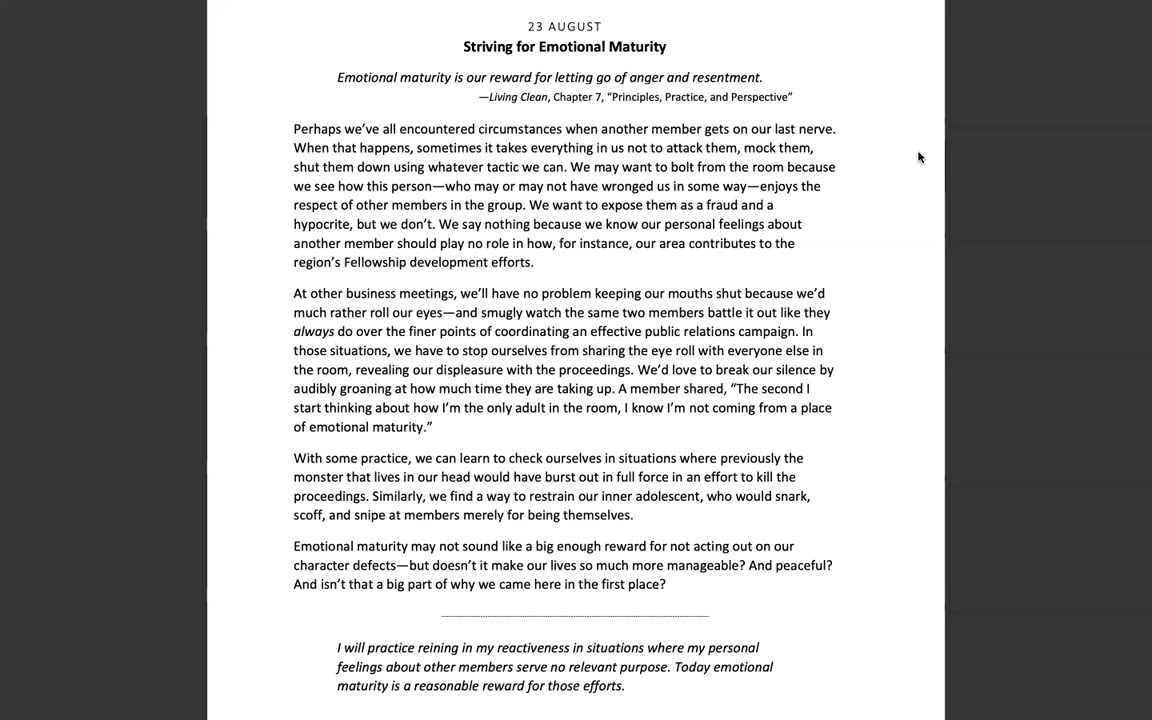 23 AUGUST
Striving for Emotional Maturity
Emotional maturity is our reward for letting go of anger and resentment.
—Living Clean, Chapter 7, “Principles, Practice, and Perspective”
Perhaps we’ve all encountered circumstances when another member gets on our last nerve.
When that happens, sometimes it takes everything in us not to attack them, mock them,
shut them down using whatever tactic we can. We may want to bolt from the room because
we see how this person—who may or may not have wronged us in some way—enjoys the
respect of other members in the group. We want to expose them as a fraud and a
hypocrite, but we don’t. We say nothing because we know our personal feelings about
another member should play no role in how, for instance, our area contributes to the
region’s Fellowship development efforts.
At other business meetings, we’ll have no problem keeping our mouths shut because we’d
much rather roll our eyes—and smugly watch the same two members battle it out like they
always do over the finer points of coordinating an effective public relations campaign. In
those situations, we have to stop ourselves from sharing the eye roll with everyone else in
the room, revealing our displeasure with the proceedings. We’d love to break our silence by
audibly groaning at how much time they are taking up. A member shared, “The second I
start thinking about how I’m the only adult in the room, I know I’m not coming from a place
of emotional maturity.”
With some practice, we can learn to check ourselves in situations where previously the
monster that lives in our head would have burst out in full force in an effort to kill the
proceedings. Similarly, we find a way to restrain our inner adolescent, who would snark,
scoff, and snipe at members merely for being themselves.
Emotional maturity may not sound like a big enough reward for not acting out on our
character defects—but doesn’t it make our lives so much more manageable? And peaceful?
And isn’t that a big part of why we came here in the first place?
I will practice reining in my reactiveness in situations where my personal
feelings about other members serve no relevant purpose. Today emotional
maturity is a reasonable reward for those efforts.